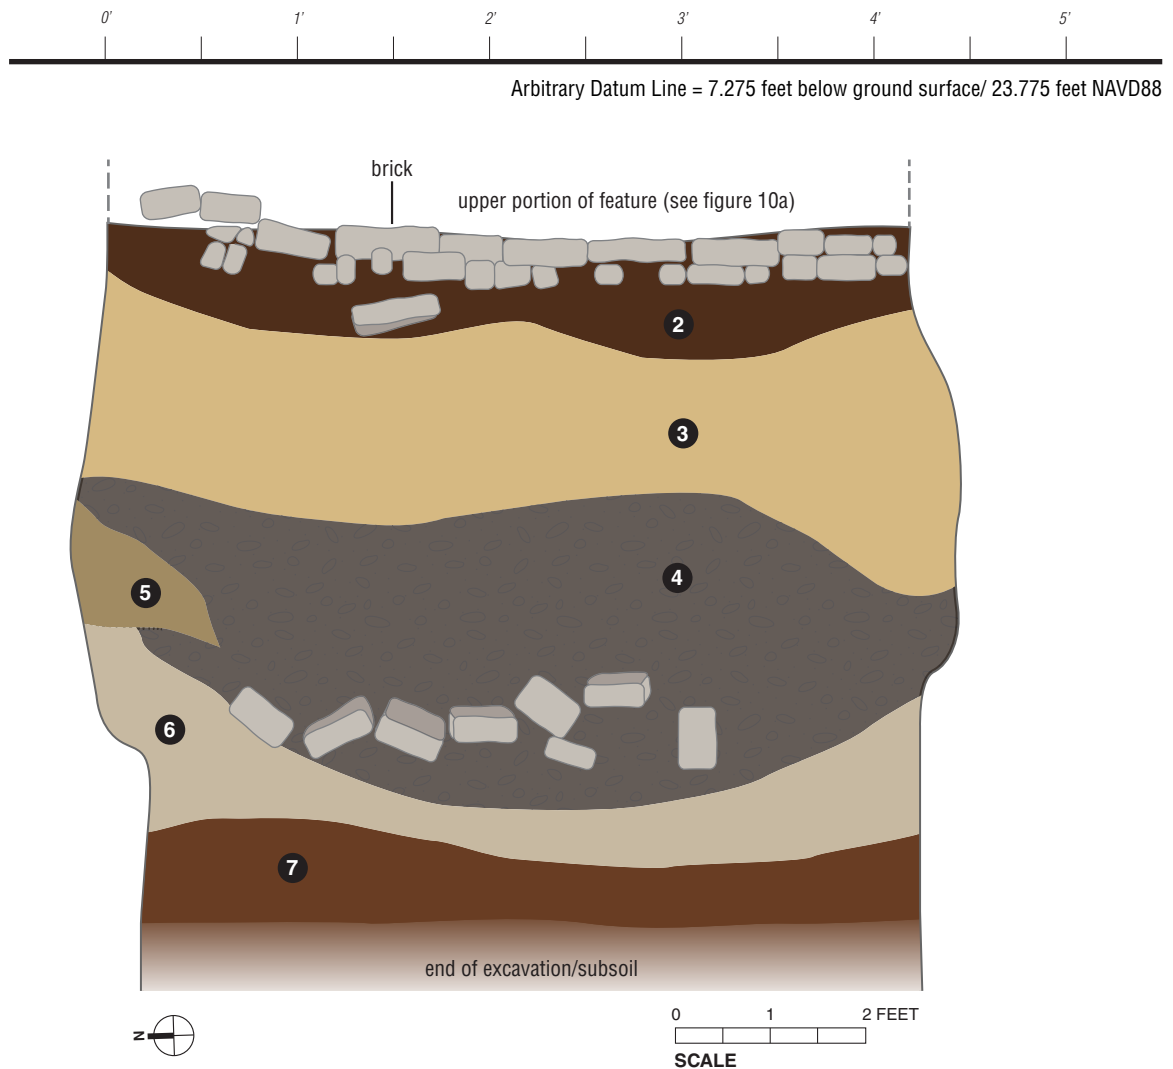 0' 1' 2' 3' 4' 5'
Arbitrary Datum Line = 7.275 feet below ground surface/ 23.775 feet NAVD88
brick
upper portion of feature (see figure 10a)
2
3
4
5
6
7
end of excavation/subsoil
N
0 1 2 FEET
SCALE